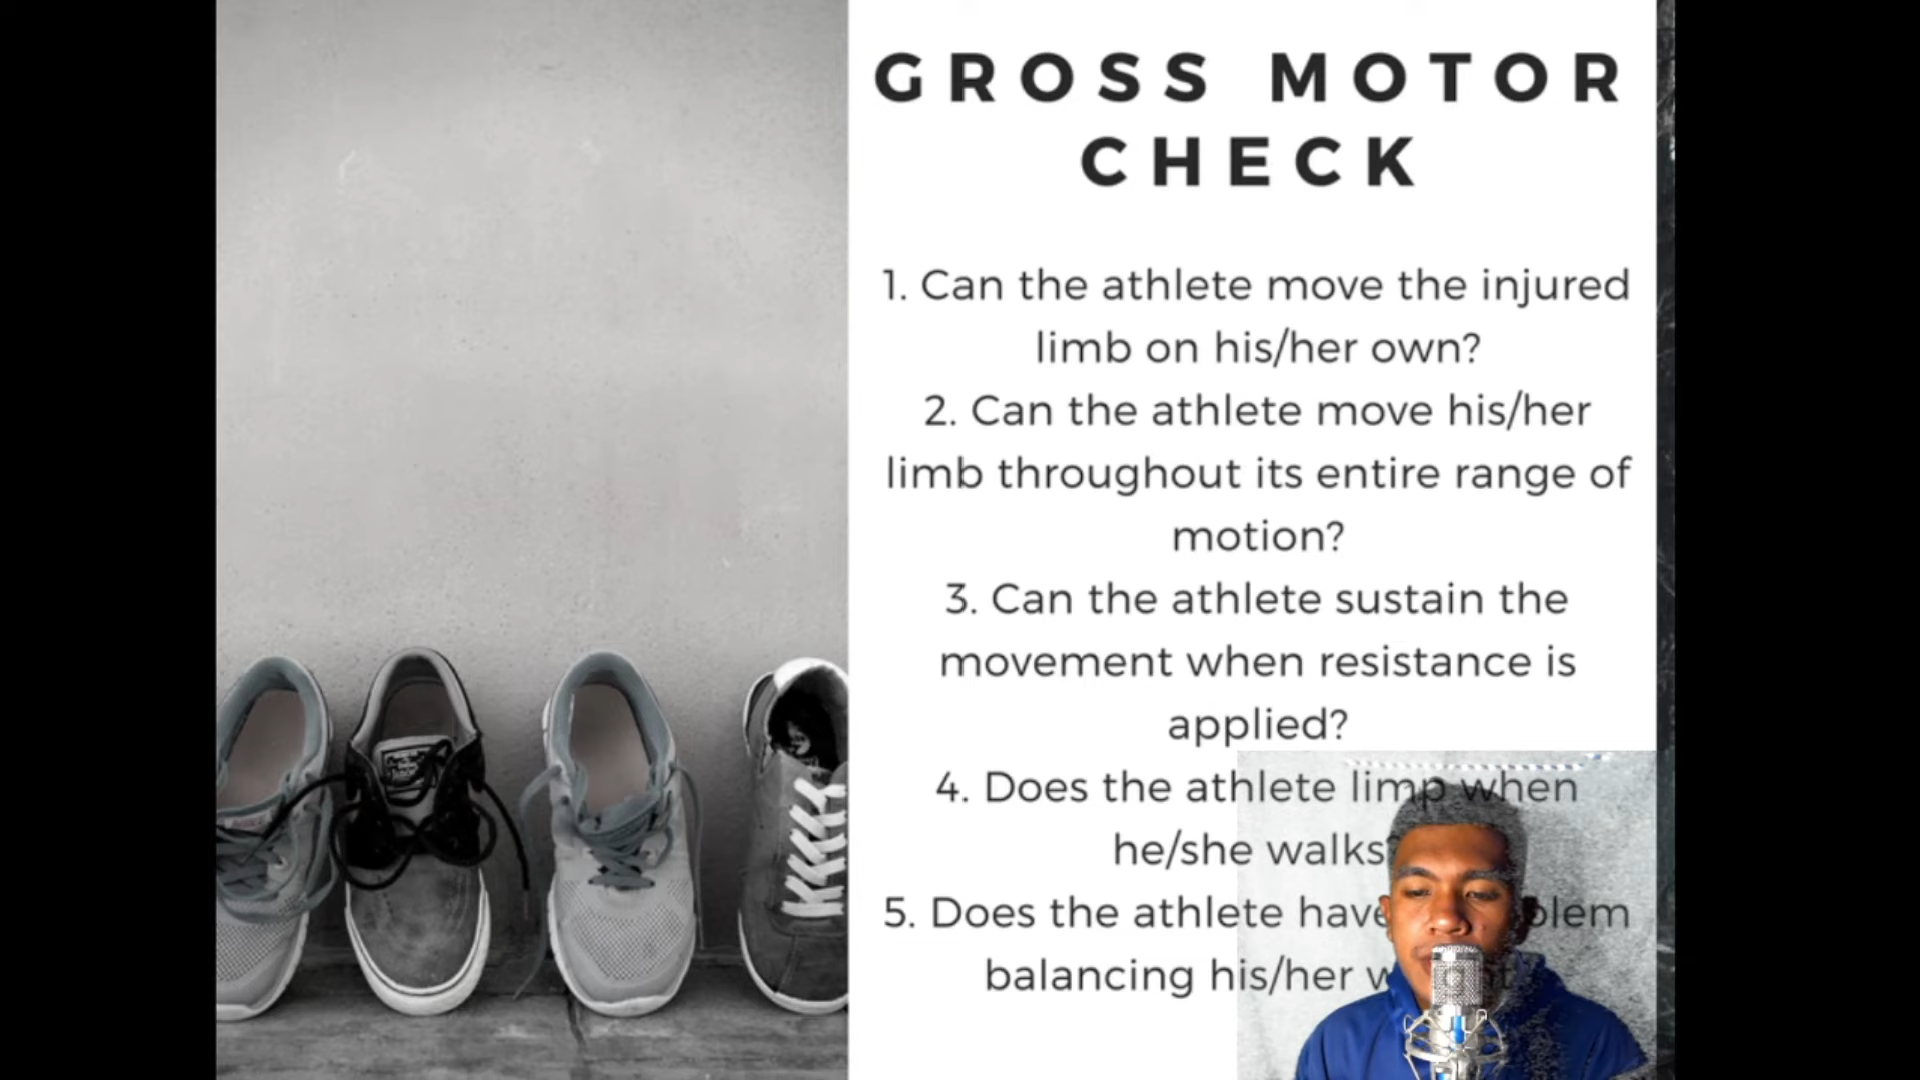 GROSS MOTOR
CHECK
1. Can the athlete move the injured
limb on his/her own?
2. Can the athlete move his/her
limb throughout its entire range of
motion?
3. Can the athlete sustain the
movement when resistance is
applied?
4. Does the athlete limp when
he/she walks
5. Does the athlete have
balancing his/her